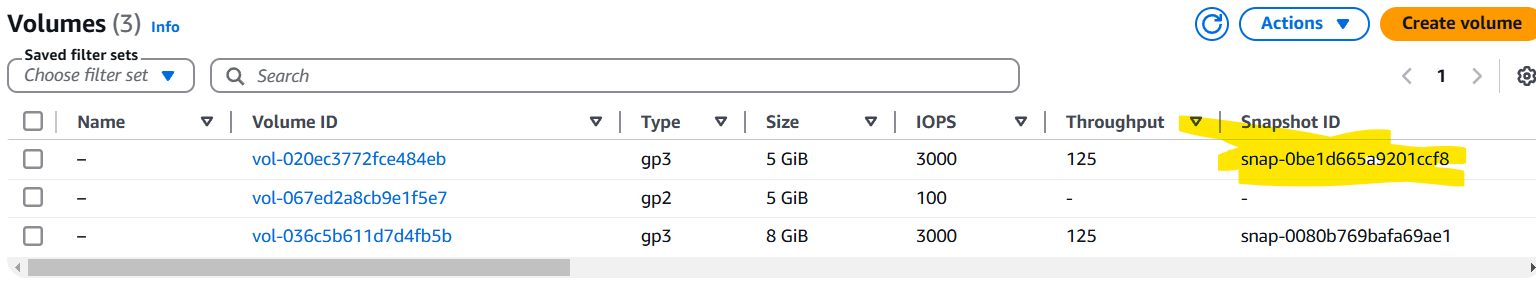 Volumes (3) Info Actions Create volume
Saved filter sets
Choose filter set Search 1
Name Volume ID Type Size IOPS Throughput Snapshot ID
– vol-020ec3772fce484eb gp3 5 GiB 3000 125 snap-0be1d665a9201ccf8
– vol-067ed2a8cb9e1f5e7 gp2 5 GiB 100 - -
– vol-036c5b611d7d4fb5b gp3 8 GiB 3000 125 snap-0080b769bafa69ae1